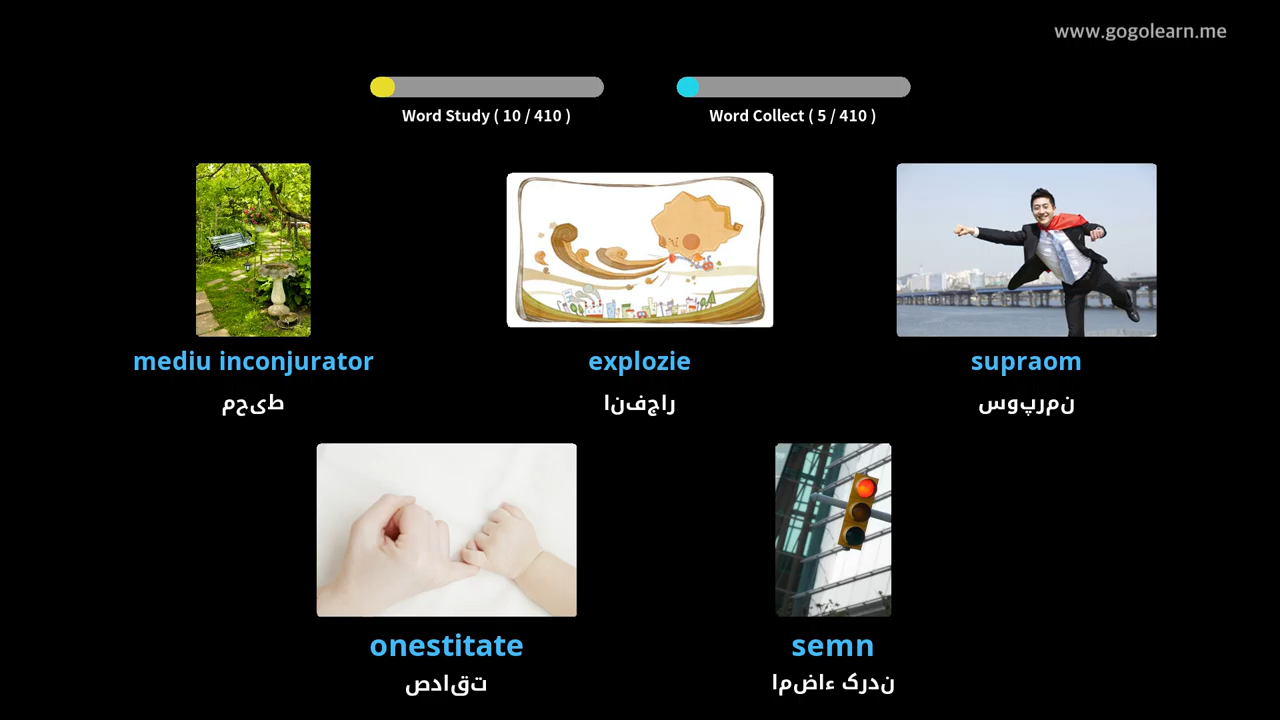 www.gogolearn.me
Word Study ( 10 / 410 )
Word Collect ( 5 / 410 )
mediu inconjurator
محیط
explozie
انفجار
supraom
سوپرمن
onestitate
صداقت
semn
امضاء کردن